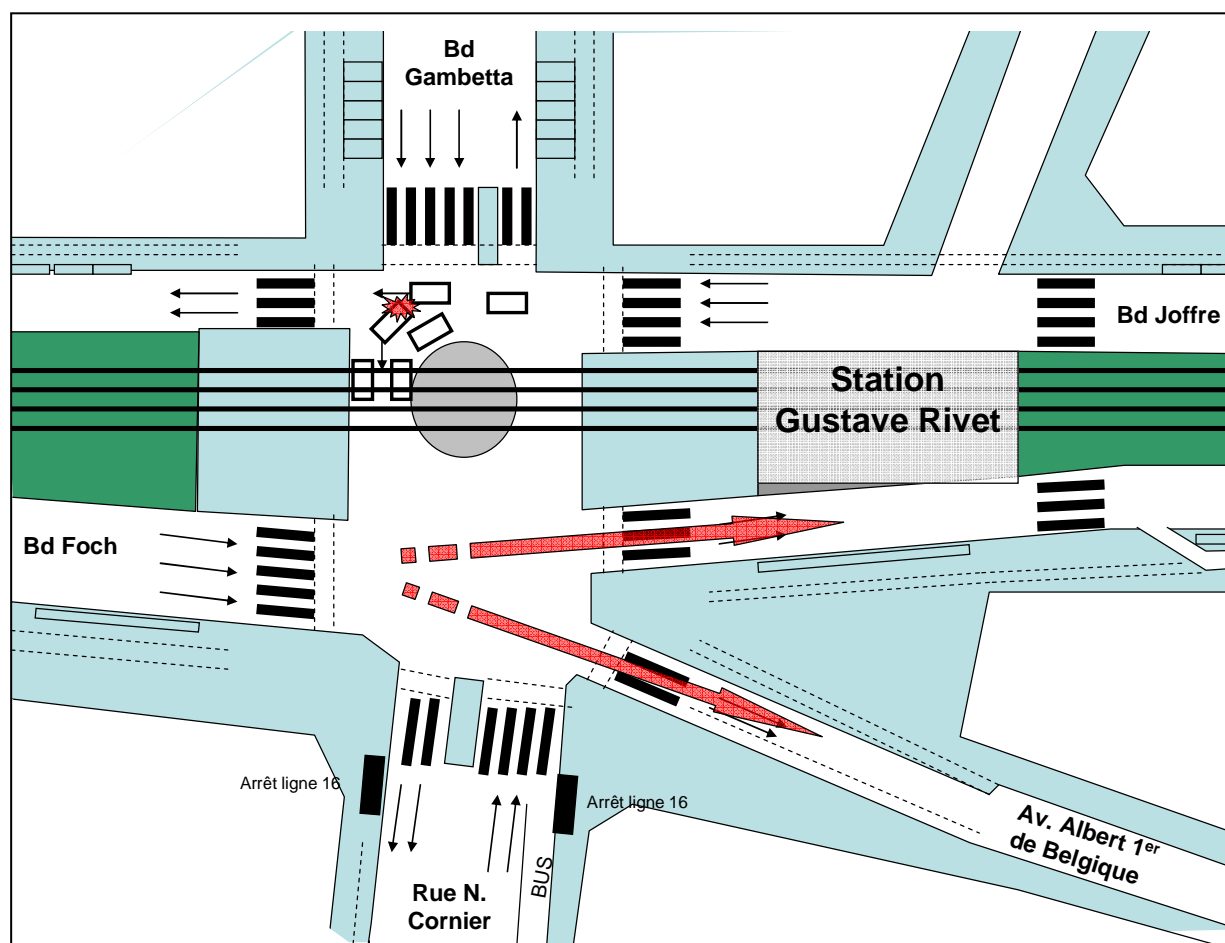 Bd
Gambetta
Bd Joffre
Station
Gustave Rivet
Bd Foch
Arrêt ligne 16
Arrêt ligne 16
Av. Albert 1er
de Belgique
BUS
Rue N.
Cornier